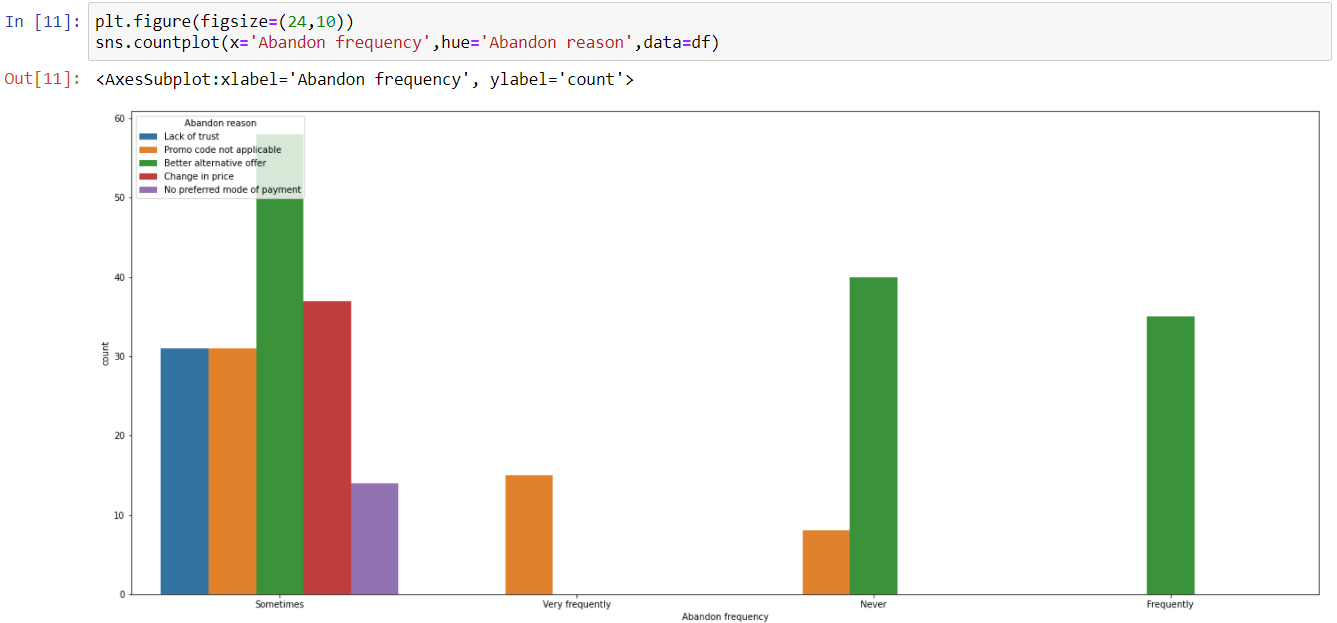 In [11]: plt.figure(figsize=(24,10))
sns.countplot(x='Abandon frequency',hue='Abandon reason',data=df)
Out[11]: <AxesSubplot:xlabel='Abandon frequency', ylabel='count'>
Abandon reason
Lack of trust
Promo code not applicable
Better alternative offer
Change in price
No preferred mode of payment
60
50
40
30
20
10
0
count
Sometimes Very frequently Never Frequently
Abandon frequency